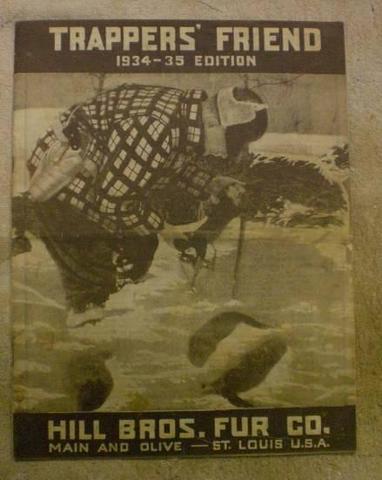 TRAPPERS' FRIEND
1934-35 EDITION
HILL BROS. FUR CO.
MAIN AND OLIVE — ST. LOUIS U.S.A.